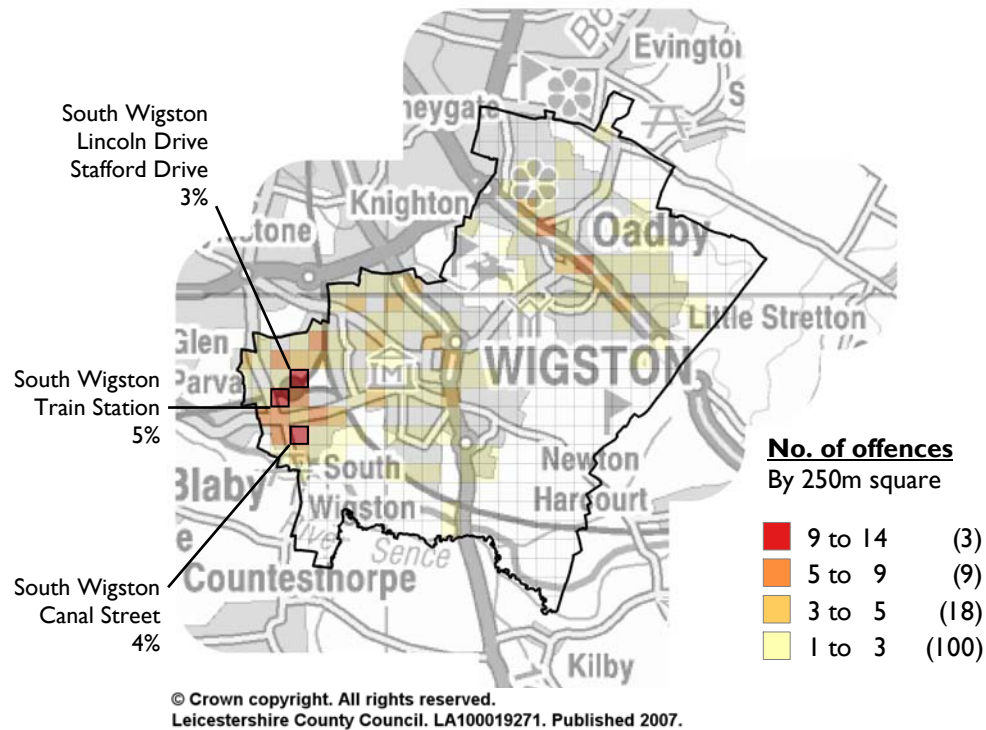 Evington
South Wigston
Lincoln Drive
Stafford Drive
3%
Knighton
Oadby
Little Stretton
Glen
Parva
WIGSTON
South Wigston
Train Station
5%
No. of offences
By 250m square
9 to 14 (3)
5 to 9 (9)
3 to 5 (18)
1 to 3 (100)
Blaby
South
Wigston
Newton
Harcourt
River Sence
Countesthorpe
South Wigston
Canal Street
4%
Kilby
© Crown copyright. All rights reserved.
Leicestershire County Council. LA100019271. Published 2007.